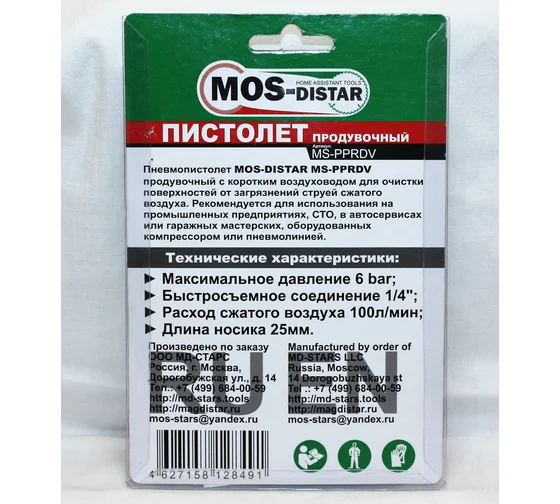 HOME ASSISTANT TOOLS
MOS-DISTAR
ПИСТОЛЕТ ПРОДУВОЧНЫЙ
Артикул:
MS-PPRDV
Пневмопистолет MOS-DISTAR MS-PPRDV
продувочный с коротким воздуховодом для очистки
поверхностей от загрязнений струей сжатого
воздуха. Рекомендуется для использования на
промышленных предприятиях, СТО, в автосервисах
или гаражных мастерских, оборудованных
компрессором или пневмолинией.
Технические характеристики:
Максимальное давление 6 bar;
Быстросъемное соединение 1/4";
Расход сжатого воздуха 100л/мин;
Длина носика 25мм.
RU
Произведено по заказу
ООО МД-СТАРС
Россия, г. Москва,
Дорогобужская ул., д. 14
Тел.: +7 (499) 684-00-59
http://md-stars.tools
http://magdistar.ru
mos-stars@yandex.ru
EN
Manufactured by order of
MD-STARS LLC
Russia, Moscow,
14 Dorogobuzhskaya st
Tel.: +7 (499) 684-00-59
http://md-stars.tools
http://magdistar.ru
mos-stars@yandex.ru
4 627158 128491